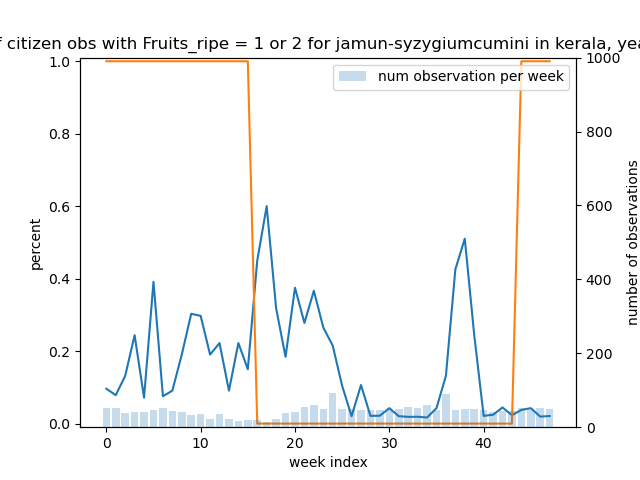 citizen obs with Fruits_ripe = 1 or 2 for jamun-syzygiumcumini in kerala,
num observation per week
percent
1.0
0.8
0.6
0.4
0.2
0.0
1000
800
600
400
200
0
number of observations
0 10 20 30 40
week index